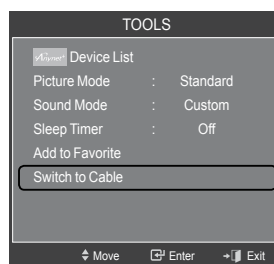 TOOLS
Anynet+ Device List
Picture Mode : Standard
Sound Mode : Custom
Sleep Timer : Off
Add to Favorite
Switch to Cable
Move Enter Exit